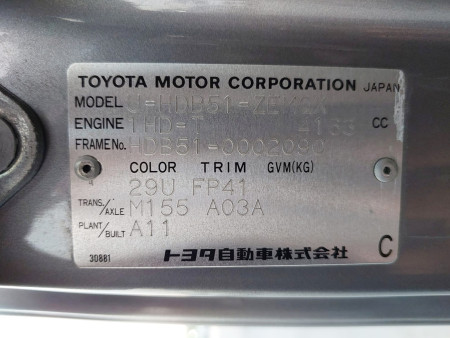 TOYOTA MOTOR CORPORATION JAPAN
MODEL
ENGINE 4163 CC
FRAME No. HDB51-0002090
COLOR TRIM GVM(KG)
29U FP41
TRANS./AXLE M155 A03A
PLANT/BUILT A11
トヨタ自動車株式会社
30881 C